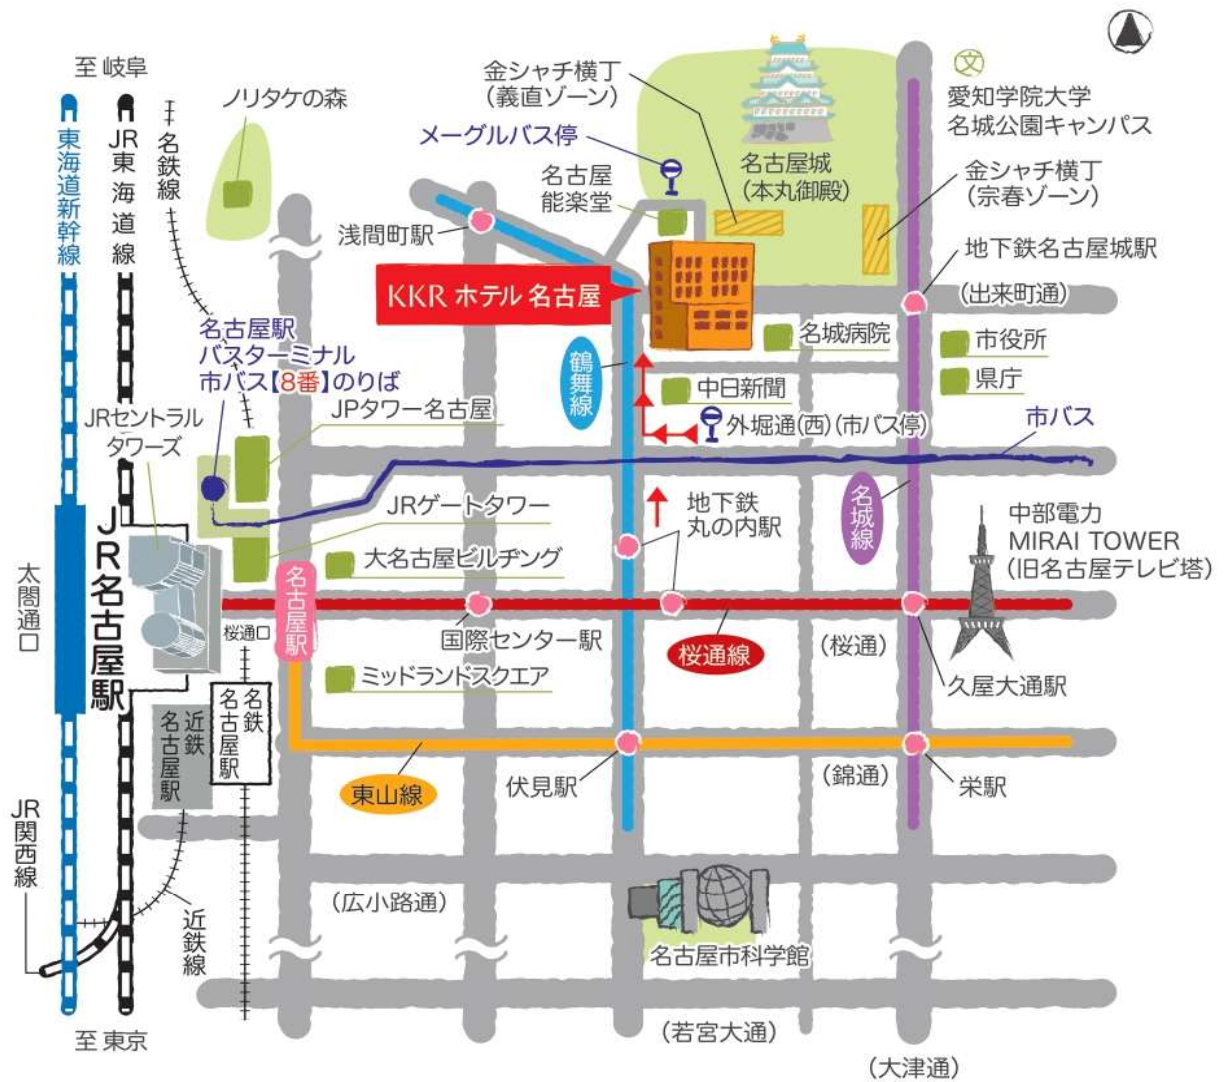 至 岐阜
ノリタケの森
金シャチ横丁
(義直ゾーン)
メーグルバス停
名古屋
能楽堂
名古屋城
(本丸御殿)
文
愛知学院大学
名城公園キャンパス
金シャチ横丁
(宗春ゾーン)
地下鉄名古屋城駅
(出来町通)
東海道新幹線
JR東海道線
名鉄線
浅間町駅
KKR ホテル 名古屋
名古屋駅
バスターミナル
市バス【8番】のりば
JRセントラル
タワーズ
JPタワー名古屋
鶴舞線
名城病院
市役所
県庁
中日新聞
外堀通(西)(市バス停)
市バス
JRゲートタワー
地下鉄
丸の内駅
名城線
中部電力
MIRAI TOWER
(旧名古屋テレビ塔)
太閤通口
JR名古屋駅
大名古屋ビルヂング
名古屋駅
桜通口
国際センター駅
桜通線
(桜通)
久屋大通駅
ミッドランドスクエア
近鉄
名古屋駅
名鉄
名古屋駅
東山線
伏見駅
(錦通)
栄駅
JR関西線
近鉄線
(広小路通)
名古屋市科学館
至 東京
(若宮大通)
(大津通)